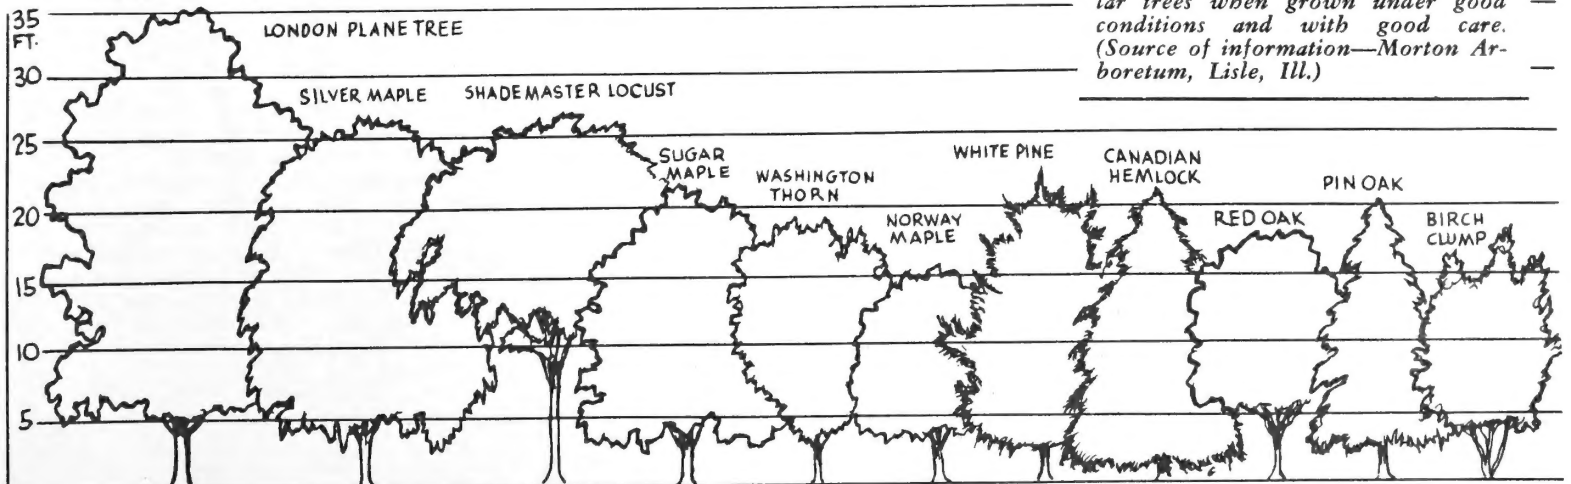 lar trees when grown under good
conditions and with good care.
(Source of information—Morton Ar-
boretum, Lisle, Ill.)
35
FT.
LONDON PLANE TREE
30
SILVER MAPLE
SHADEMASTER LOCUST
25
SUGAR
MAPLE
WASHINGTON
THORN
NORWAY
MAPLE
WHITE PINE
CANADIAN
HEMLOCK
RED OAK
PIN OAK
BIRCH
CLUMP
20
15
10
5